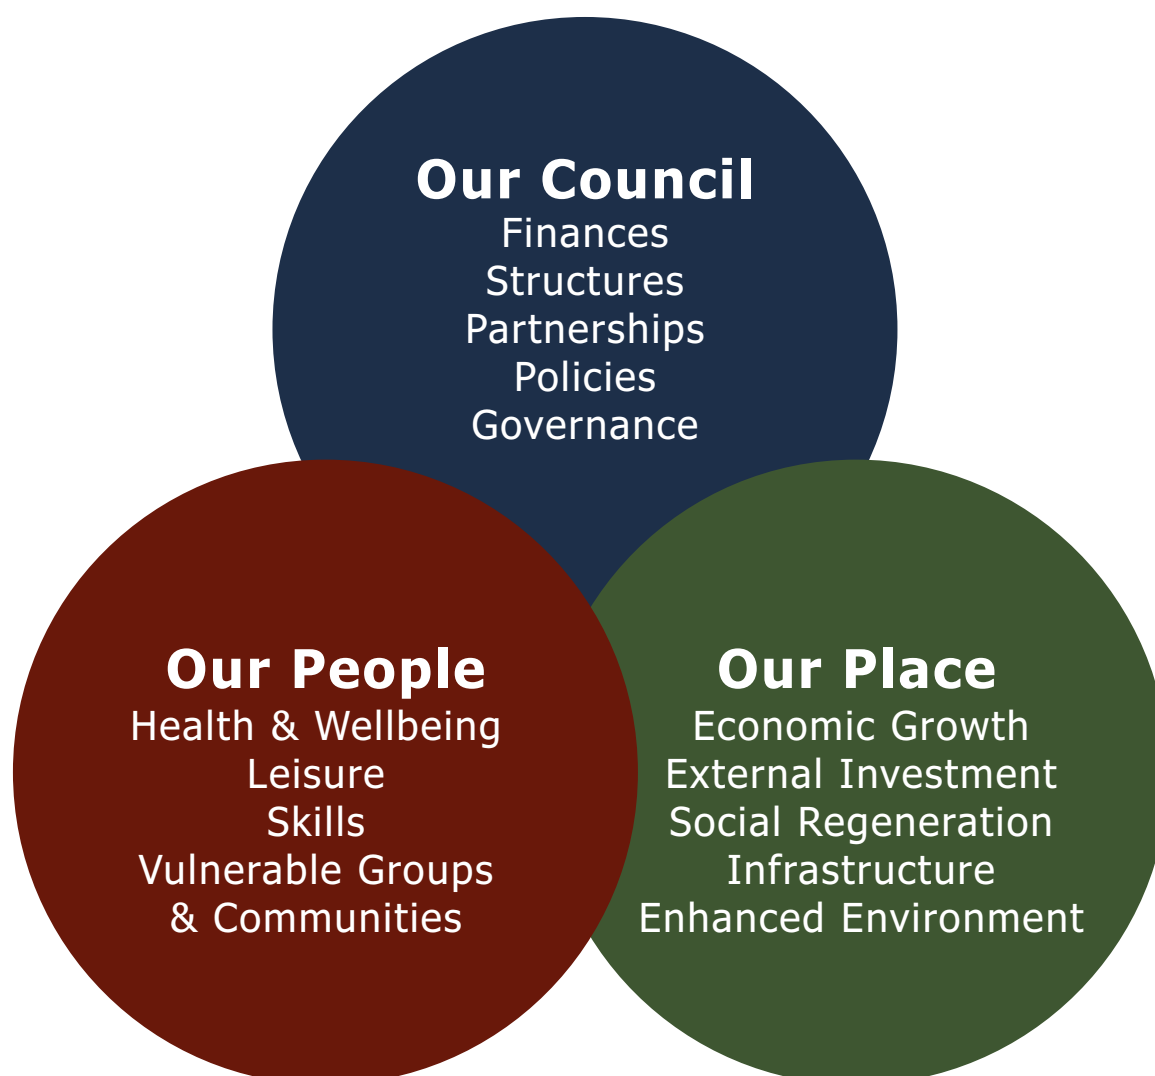 Our Council
Finances
Structures
Partnerships
Policies
Governance
Our People
Health & Wellbeing
Leisure
Skills
Vulnerable Groups
& Communities
Our Place
Economic Growth
External Investment
Social Regeneration
Infrastructure
Enhanced Environment